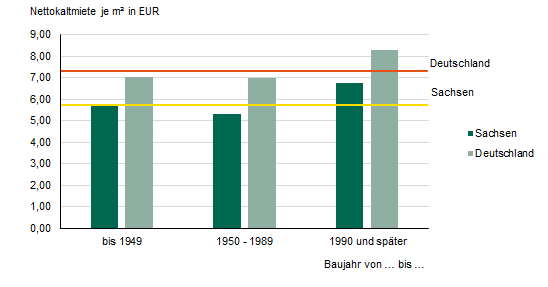 Nettokaltmiete je m² in EUR
9,00
8,00
7,00
6,00
5,00
4,00
3,00
2,00
1,00
0,00
Deutschland
Sachsen
Sachsen
Deutschland
bis 1949
1950 - 1989
1990 und später
Baujahr von ... bis ...